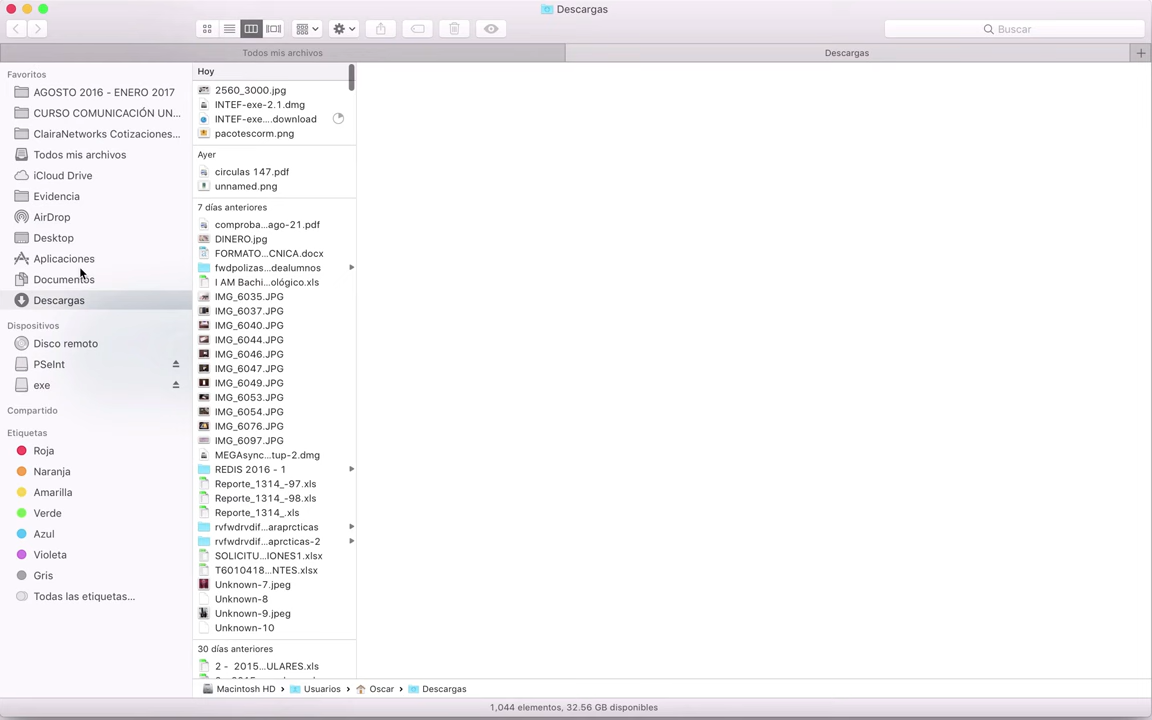 Descargas
Buscar
Todos mis archivos
Descargas
Favoritos
AGOSTO 2016 - ENERO 2017
CURSO COMUNICACIÓN UN...
ClairaNetworks Cotizaciones...
Todos mis archivos
iCloud Drive
Evidencia
AirDrop
Desktop
Aplicaciones
Documentos
Descargas
Dispositivos
Disco remoto
PSeInt
exe
Compartido
Etiquetas
Roja
Naranja
Amarilla
Verde
Azul
Violeta
Gris
Todas las etiquetas...
Hoy
2560_3000.jpg
INTEF-exe-2.1.dmg
INTEF-exe....download
pacotescorm.png
Ayer
circulas 147.pdf
unnamed.png
7 días anteriores
comproba...ago-21.pdf
DINERO.jpg
FORMATO...CNICA.docx
fwdpolizas...dealumnos
I AM Bachi...ológico.xls
IMG_6035.JPG
IMG_6037.JPG
IMG_6040.JPG
IMG_6044.JPG
IMG_6046.JPG
IMG_6047.JPG
IMG_6049.JPG
IMG_6053.JPG
IMG_6054.JPG
IMG_6076.JPG
IMG_6097.JPG
MEGAsync...tup-2.dmg
REDIS 2016 - 1
Reporte_1314_-97.xls
Reporte_1314_-98.xls
Reporte_1314_.xls
rvfwdrvdif...araprcticas
rvfwdrvdif...aprcticas-2
SOLICITU...IONES1.xlsx
T6010418...NTES.xlsx
Unknown-7.jpeg
Unknown-8
Unknown-9.jpeg
Unknown-10
30 días anteriores
2 - 2015...ULARES.xls
Macintosh HD › Usuarios › Oscar › Descargas
1,044 elementos, 32.56 GB disponibles